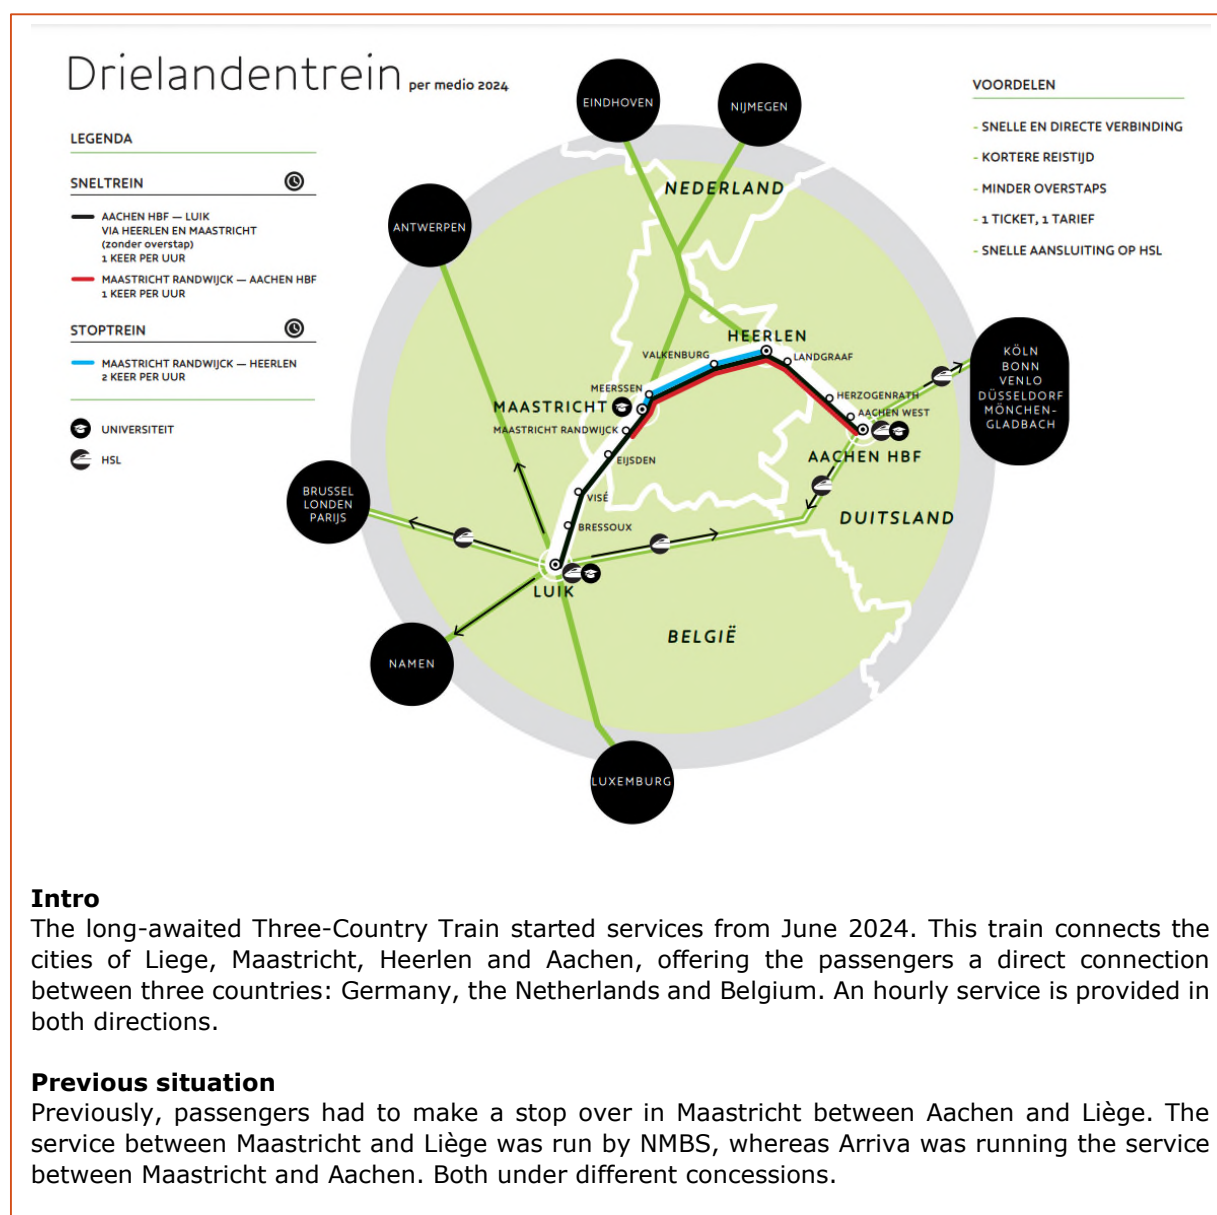 Drielandentrein per medio 2024
LEGENDA
SNELTREIN
AACHEN HBF — LUIK
VIA HEERLEN EN MAASTRICHT
(zonder overstap)
1 KEER PER UUR
MAASTRICHT RANDWIJCK — AACHEN HBF
1 KEER PER UUR
STOPTREIN
MAASTRICHT RANDWIJCK — HEERLEN
2 KEER PER UUR
UNIVERSITEIT
HSL
VOORDELEN
- SNELLE EN DIRECTE VERBINDING
- KORTERE REISTIJD
- MINDER OVERSTAPS
- 1 TICKET, 1 TARIEF
- SNELLE AANSLUITING OP HSL
EINDHOVEN
NIJMEGEN
NEDERLAND
ANTWERPEN
HEERLEN
VALKENBURG
LANDGRAAF
KÖLN
BONN
VENLO
DÜSSELDORF
MÖNCHEN-
GLADBACH
MEERSSEN
HERZOGENRATH
MAASTRICHT
AACHEN WEST
MAASTRICHT RANDWIJCK
AACHEN HBF
EIJSDEN
BRUSSEL
LONDEN
PARIJS
VISÉ
DUITSLAND
BRESSOUX
LUIK
BELGIË
NAMEN
LUXEMBURG
Intro
The long-awaited Three-Country Train started services from June 2024. This train connects the
cities of Liege, Maastricht, Heerlen and Aachen, offering the passengers a direct connection
between three countries: Germany, the Netherlands and Belgium. An hourly service is provided in
both directions.
Previous situation
Previously, passengers had to make a stop over in Maastricht between Aachen and Liège. The
service between Maastricht and Liège was run by NMBS, whereas Arriva was running the service
between Maastricht and Aachen. Both under different concessions.